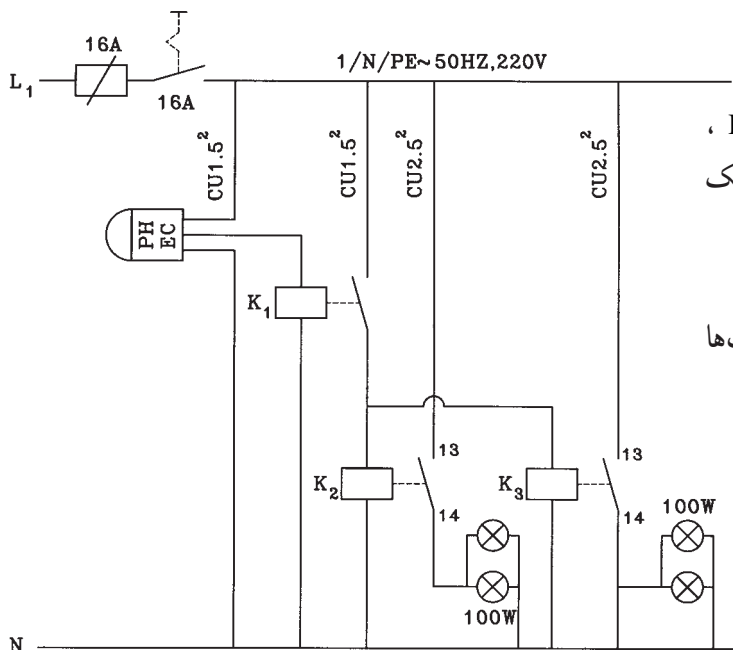 16A
1/N/PE~50HZ,220V
L₁
16A
CU1.5²
CU1.5²
CU2.5²
CU2.5²
PH
EC
K₁
13
13
K₂
K₃
14
14
100W
100W
ها
N